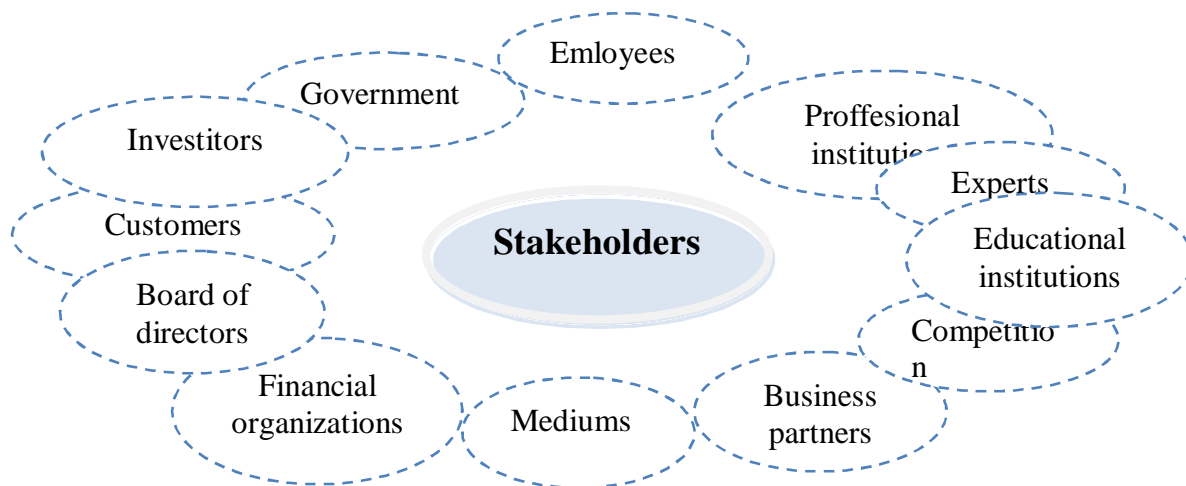 Emloyees
Government
Proffesional
Investitors
Experts
Customers
Stakeholders
Educational
institutions
Board of
directors
Competitio
n
Financial
organizations
Mediums
Business
partners